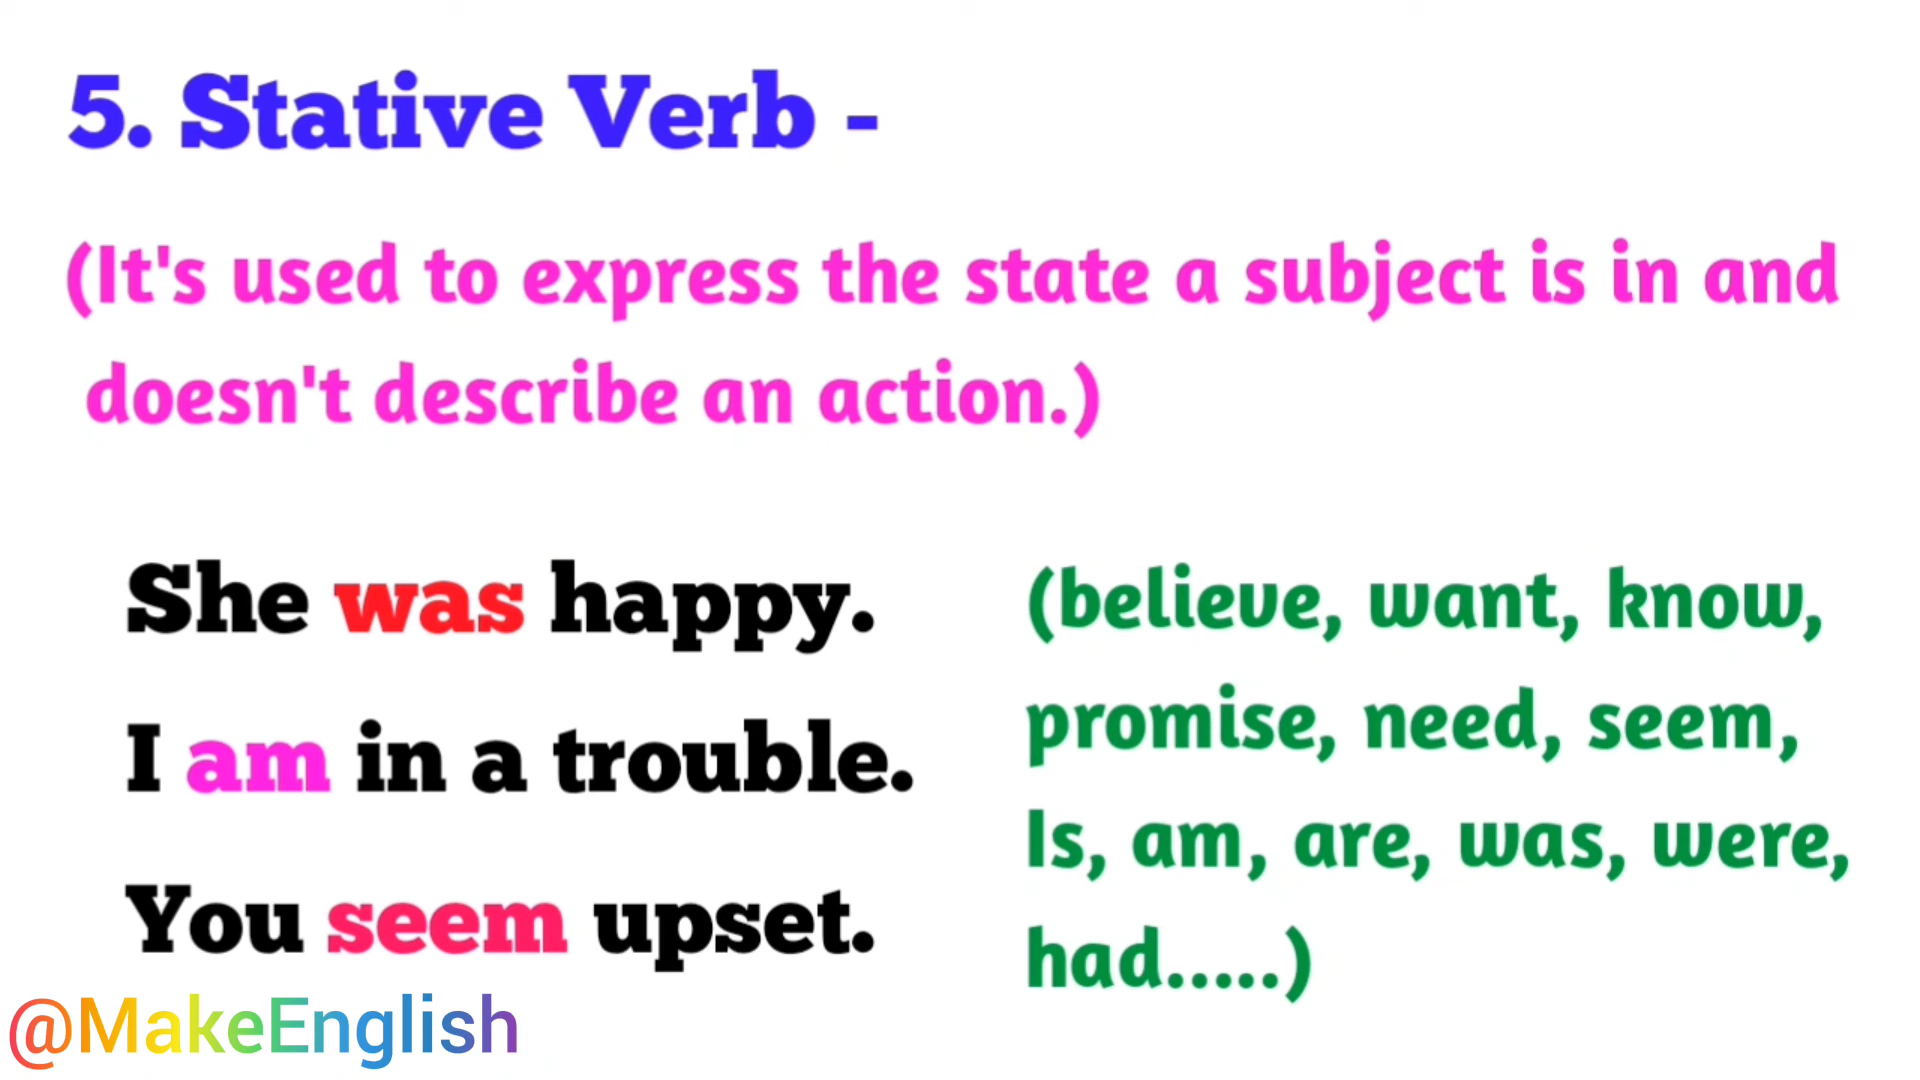 5. Stative Verb -
(It's used to express the state a subject is in and
doesn't describe an action.)
She was happy.
I am in a trouble.
You seem upset.
(believe, want, know,
promise, need, seem,
Is, am, are, was, were,
had.....)
@MakeEnglish